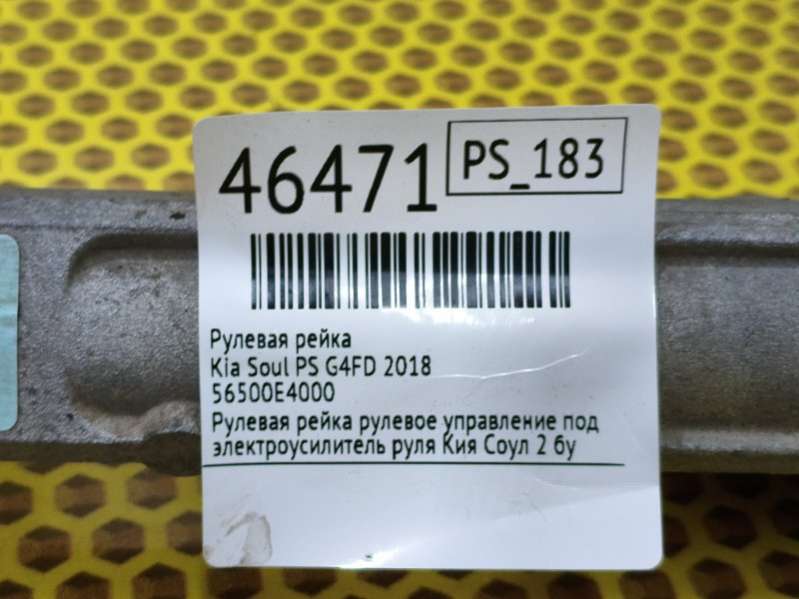 46471
PS_183
Рулевая рейка
Kia Soul PS G4FD 2018
56500E4000
Рулевая рейка рулевое управление под
электроусилитель руля Кия Соул 2 бу